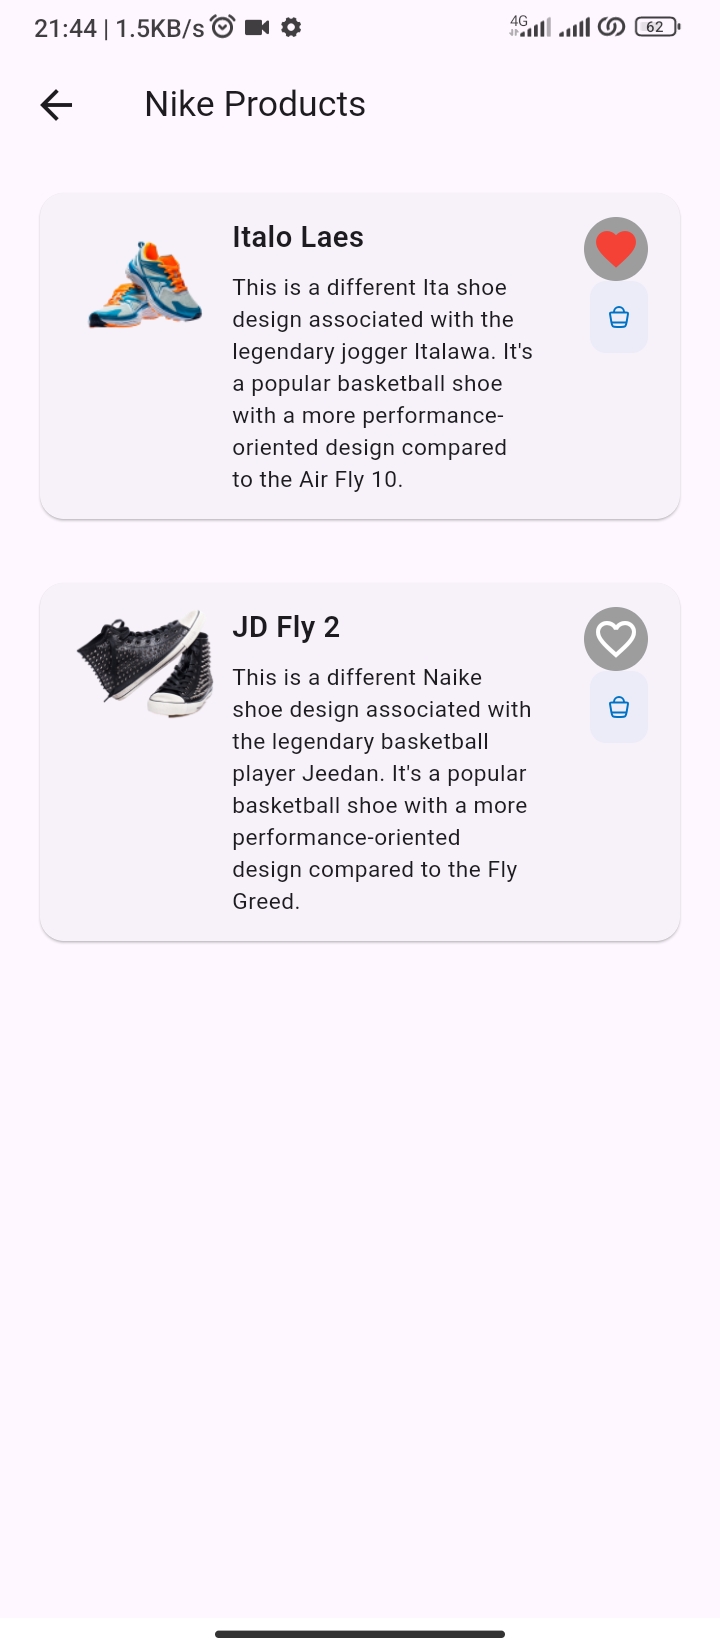 21:44 | 1.5KB/s
4G
62
Nike Products
Italo Laes
This is a different Ita shoe
design associated with the
legendary jogger Italawa. It's
a popular basketball shoe
with a more performance-
oriented design compared
to the Air Fly 10.
JD Fly 2
This is a different Naike
shoe design associated with
the legendary basketball
player Jeedan. It's a popular
basketball shoe with a more
performance-oriented
design compared to the Fly
Greed.